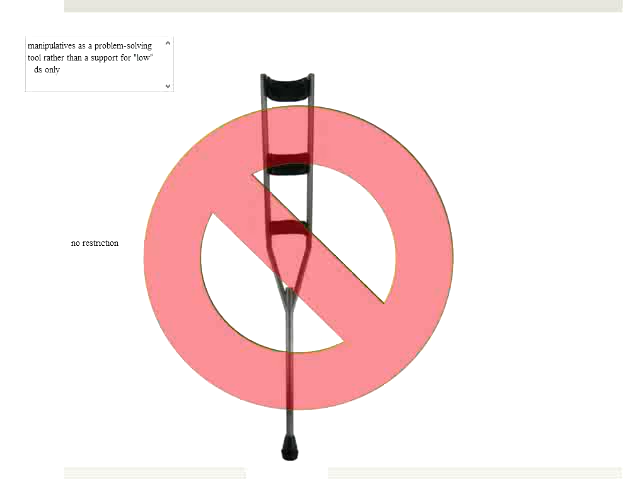 manipulatives as a problem-solving
tool rather than a support for "low"
ds only
no restriction